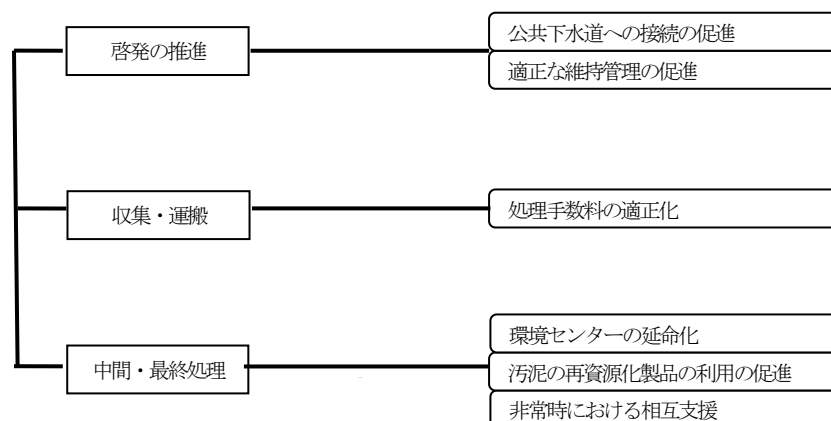 啓発の推進
公共下水道への接続の促進
適正な維持管理の促進
収集・運搬
処理手数料の適正化
中間・最終処理
環境センターの延命化
汚泥の再資源化製品の利用の促進
非常時における相互支援